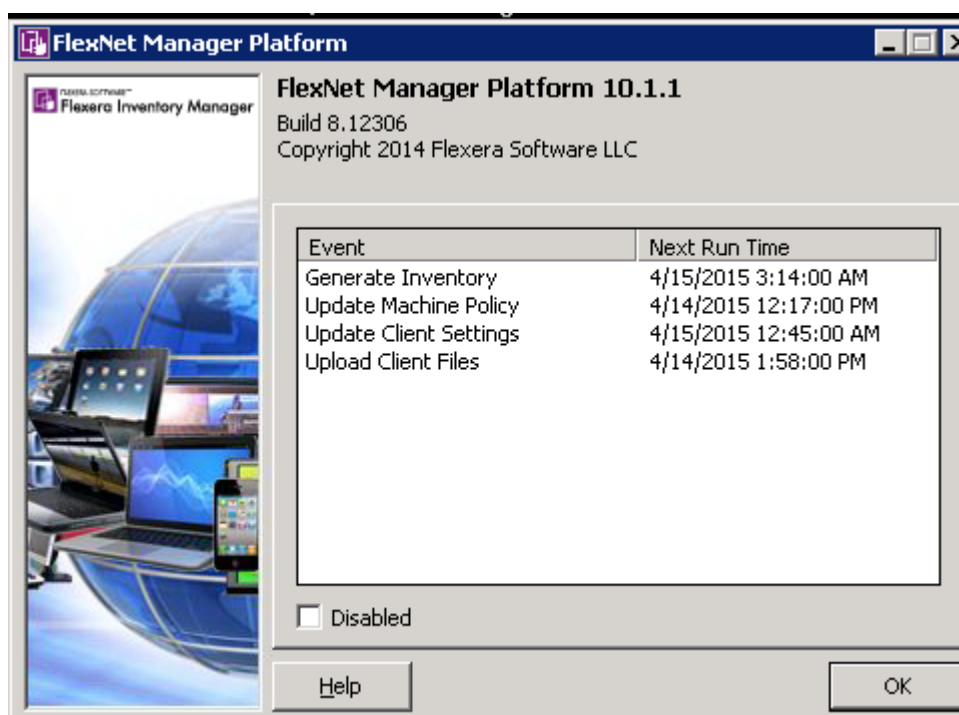 FlexNet Manager Platform
FLEXERA SOFTWARE™
Flexera Inventory Manager
FlexNet Manager Platform 10.1.1
Build 8.12306
Copyright 2014 Flexera Software LLC
Event Next Run Time
Generate Inventory 4/15/2015 3:14:00 AM
Update Machine Policy 4/14/2015 12:17:00 PM
Update Client Settings 4/15/2015 12:45:00 AM
Upload Client Files 4/14/2015 1:58:00 PM
Disabled
Help OK